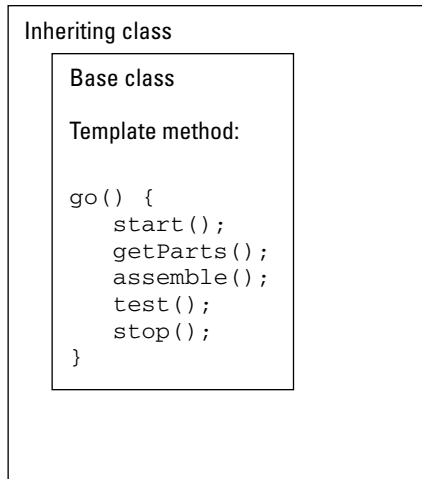 Inheriting class
Base class
Template method:
go() {
   start();
   getParts();
   assemble();
   test();
   stop();
}